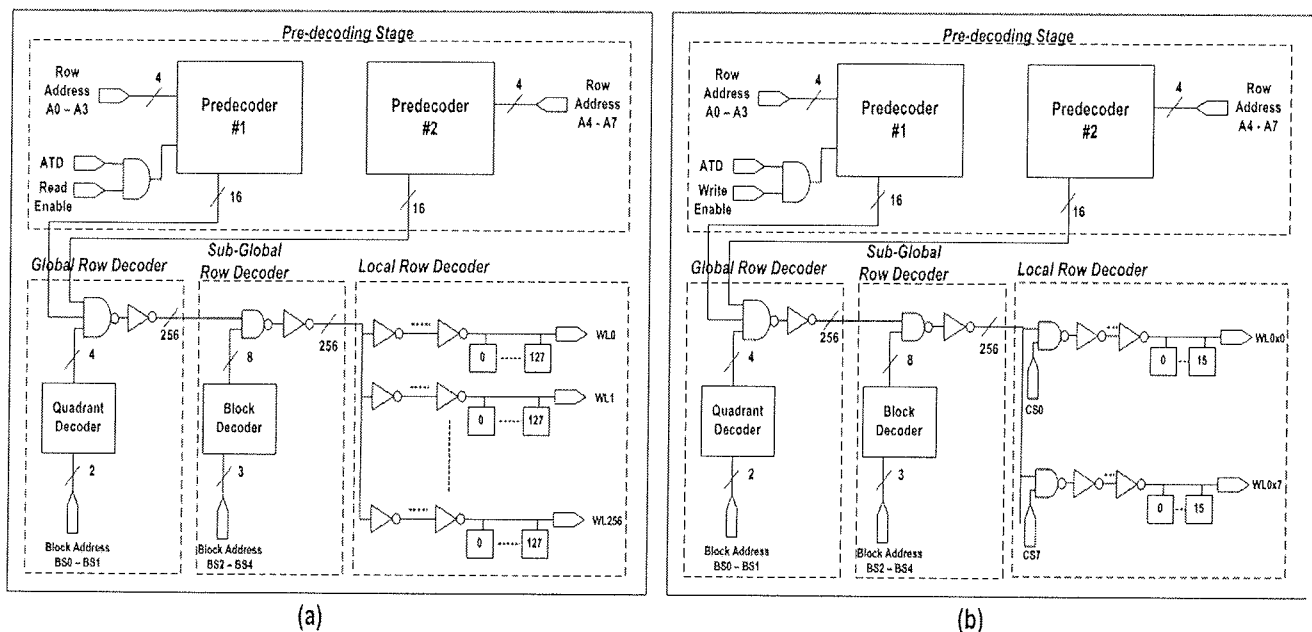 Pre-decoding Stage
Row
Address
A0 – A3
4
Predecoder
#1
Predecoder
#2
4
Row
Address
A4 - A7
ATD
Read
Enable
16
16
Global Row Decoder
Sub-Global
Row Decoder
Local Row Decoder
256
256
4
8
Quadrant
Decoder
Block
Decoder
2
3
Block Address
BS0 – BS1
Block Address
BS2 – BS4
0
127
WL0
0
127
WL1
0
127
WL256
(a)
Pre-decoding Stage
Row
Address
A0 – A3
4
Predecoder
#1
Predecoder
#2
4
Row
Address
A4 - A7
ATD
Write
Enable
16
16
Global Row Decoder
Sub-Global
Row Decoder
Local Row Decoder
256
256
4
8
Quadrant
Decoder
Block
Decoder
2
3
Block Address
BS0 – BS1
Block Address
BS2 – BS4
CS0
0
15
WL0x0
CS7
0
15
WL0x7
(b)